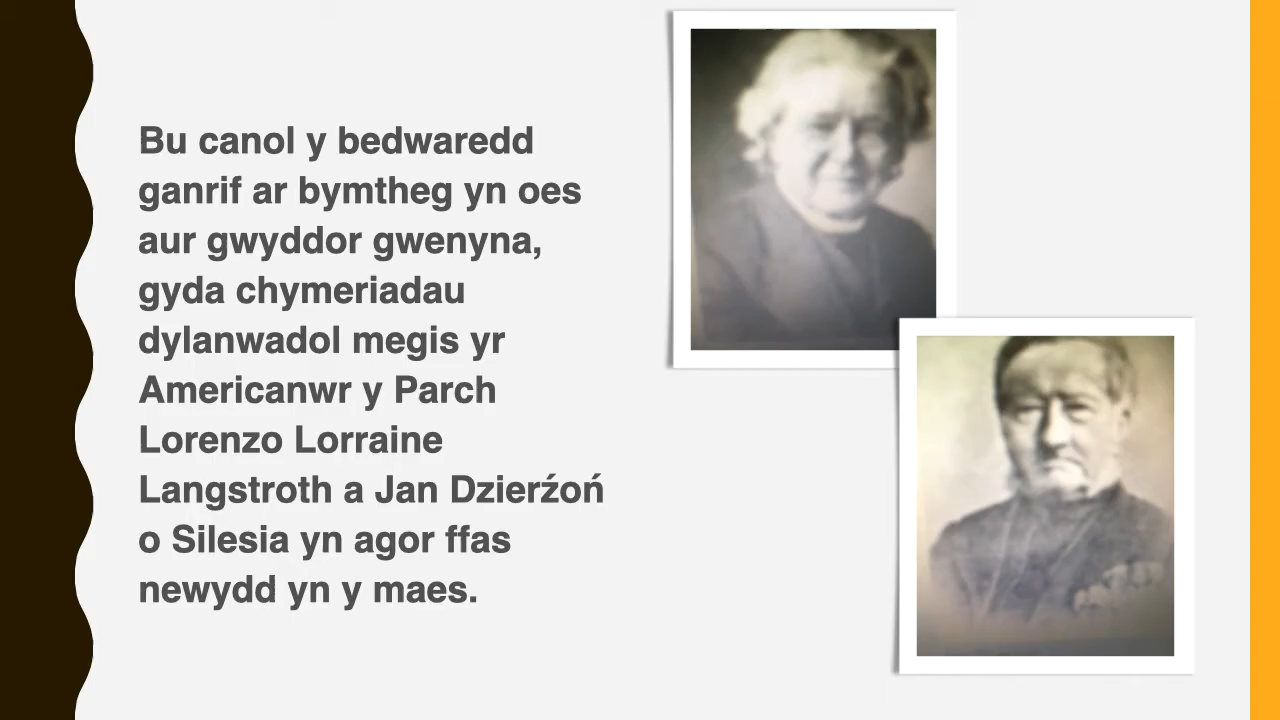 Bu canol y bedwaredd
ganrif ar bymtheg yn oes
aur gwyddor gwenyna,
gyda chymeriadau
dylanwadol megis yr
Americanwr y Parch
Lorenzo Lorraine
Langstroth a Jan Dzierźoń
o Silesia yn agor ffas
newydd yn y maes.